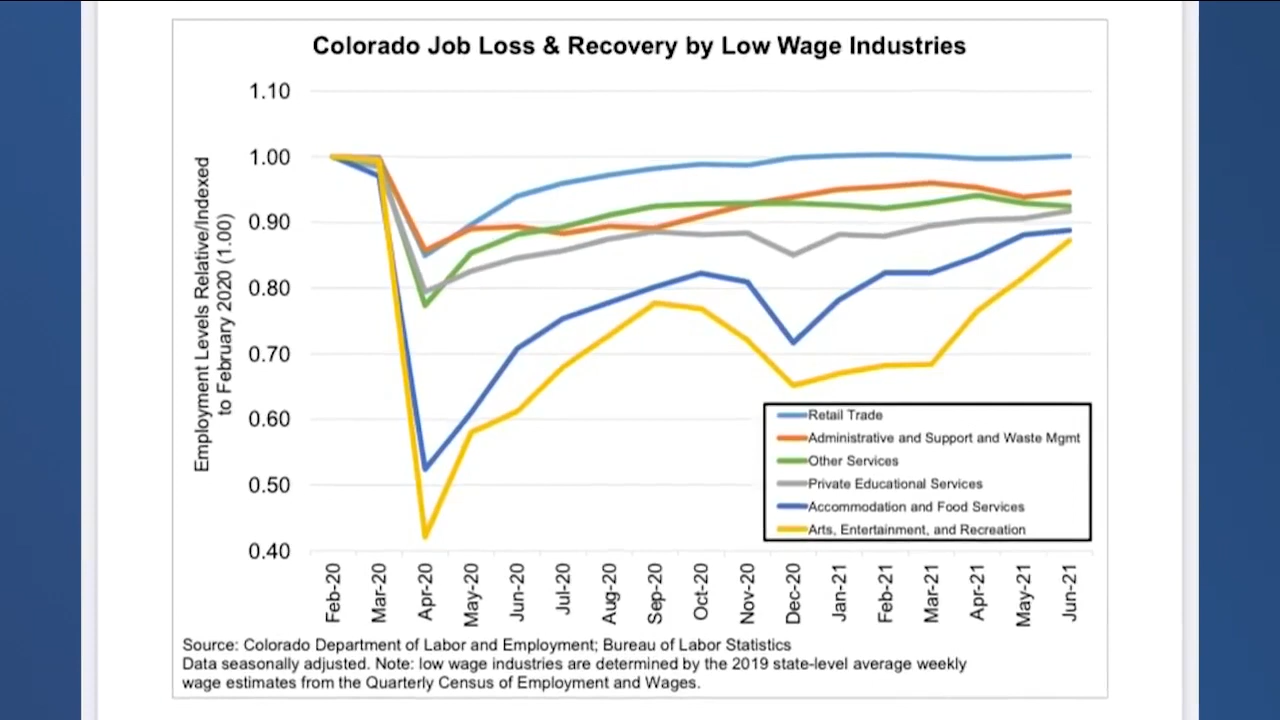 Colorado Job Loss & Recovery by Low Wage Industries
Employment Levels Relative/Indexed
to February 2020 (1.00)
1.10
1.00
0.90
0.80
0.70
0.60
0.50
0.40
Retail Trade
Administrative and Support and Waste Mgmt
Other Services
Private Educational Services
Accommodation and Food Services
Arts, Entertainment, and Recreation
Feb-20
Mar-20
Apr-20
May-20
Jun-20
Jul-20
Aug-20
Sep-20
Oct-20
Nov-20
Dec-20
Jan-21
Feb-21
Mar-21
Apr-21
May-21
Jun-21
Source: Colorado Department of Labor and Employment; Bureau of Labor Statistics
Data seasonally adjusted. Note: low wage industries are determined by the 2019 state-level average weekly
wage estimates from the Quarterly Census of Employment and Wages.